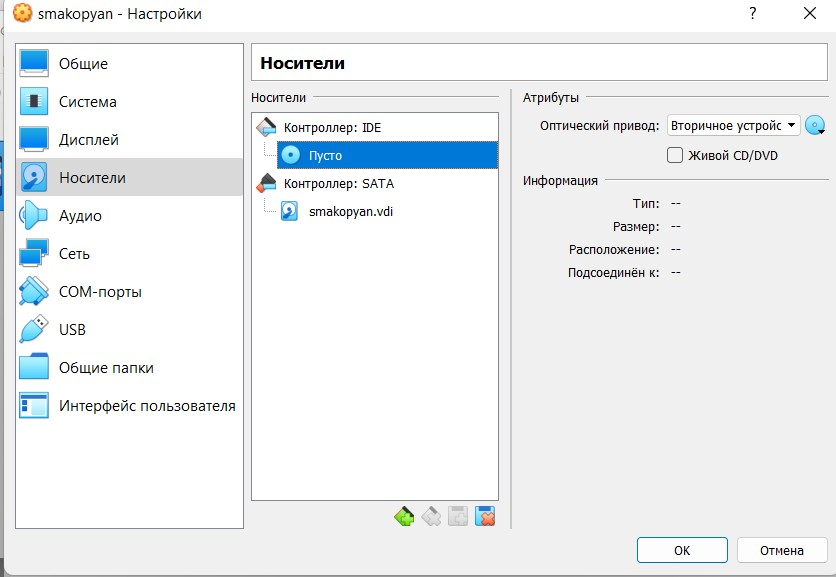 smakopyan - Настройки
?
Общие
Система
Дисплей
Носители
Аудио
Сеть
COM-порты
USB
Общие папки
Интерфейс пользователя
Носители
Носители
Контроллер: IDE
Пусто
Контроллер: SATA
smakopyan.vdi
Атрибуты
Оптический привод: Вторичное устройс
Живой CD/DVD
Информация
Тип: --
Размер: --
Расположение: --
Подсоединён к: --
OK
Отмена